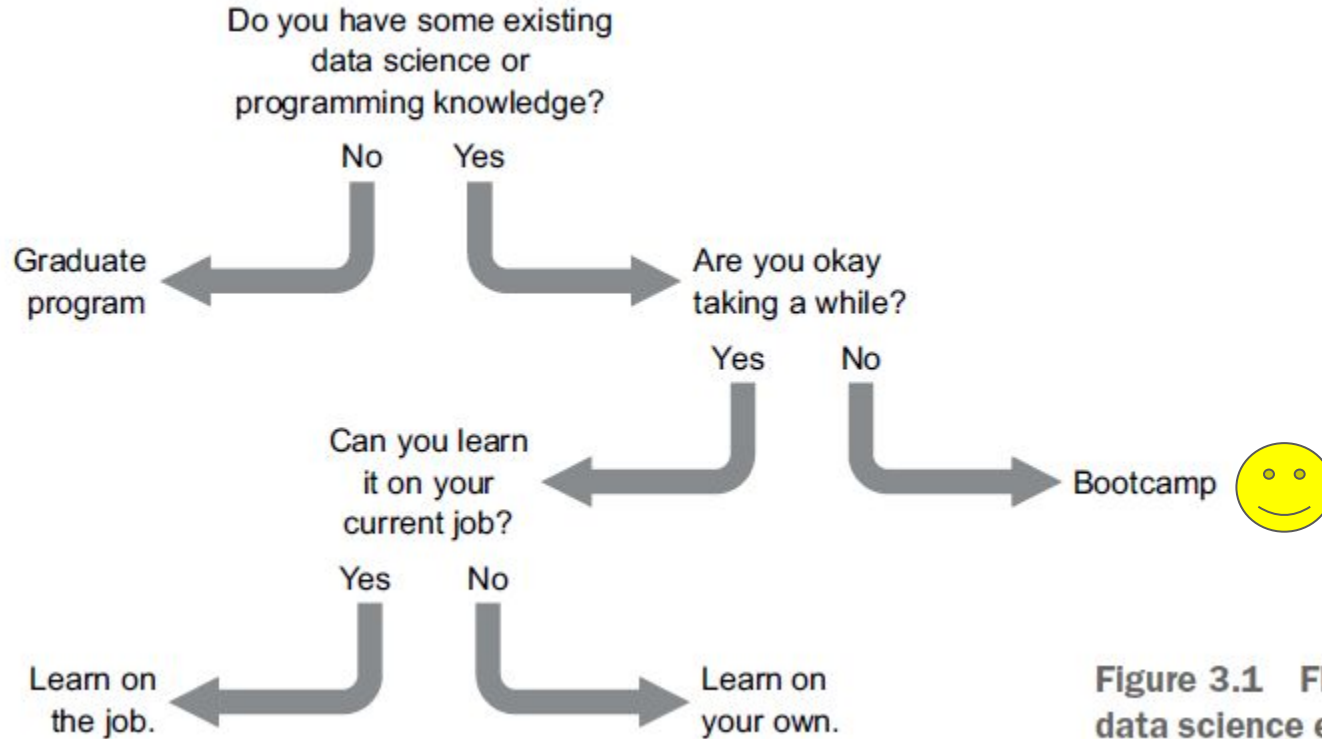 Do you have some existing
data science or
programming knowledge?
No Yes
Graduate
program
Are you okay
taking a while?
Yes No
Can you learn
it on your
current job?
Bootcamp
Yes No
Learn on
the job.
Learn on
your own.
Figure 3.1
data science